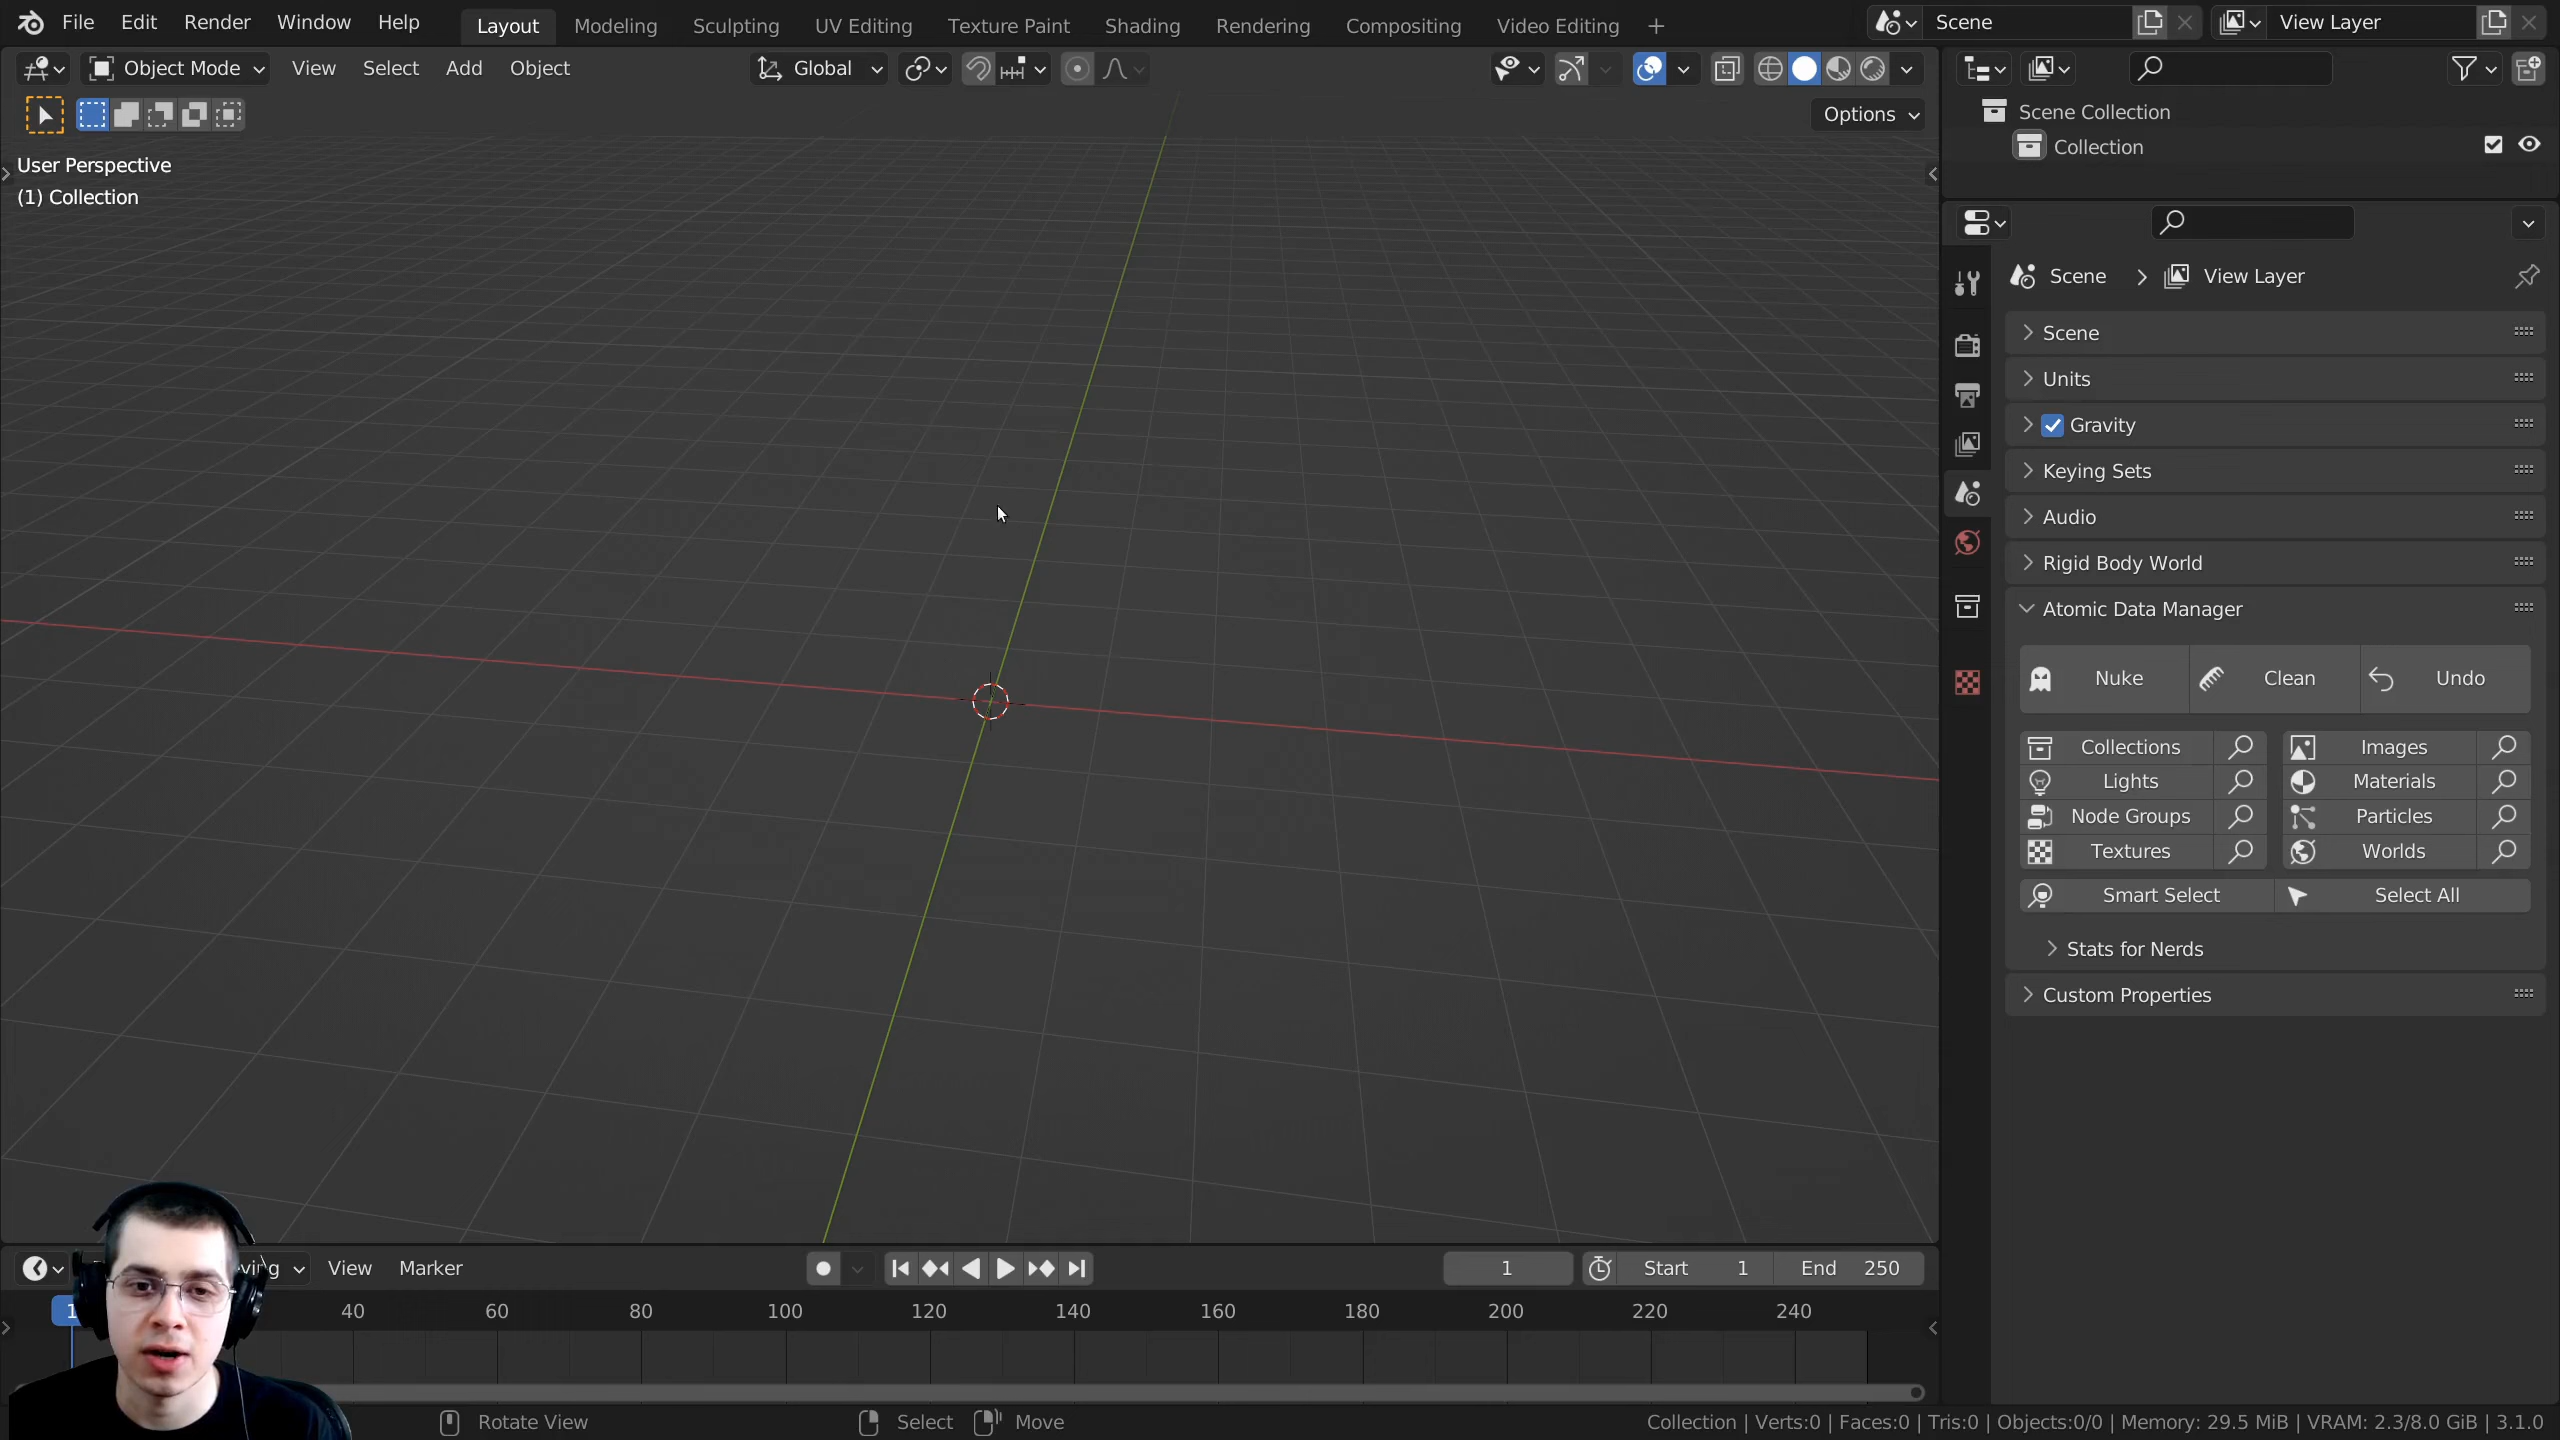 File Edit Render Window Help Layout Modeling Sculpting UV Editing Texture Paint Shading Rendering Compositing Video Editing + Scene View Layer
Object Mode View Select Add Object Global
Options
User Perspective
(1) Collection
Scene Collection
Collection
Scene > View Layer
Scene
Units
Gravity
Keying Sets
Audio
Rigid Body World
Atomic Data Manager
Nuke Clean Undo
Collections Images
Lights Materials
Node Groups Particles
Textures Worlds
Smart Select Select All
Stats for Nerds
Custom Properties
View Marker 1 Start 1 End 250
1 40 60 80 100 120 140 160 180 200 220 240
Rotate View Select Move Collection | Verts:0 | Faces:0 | Tris:0 | Objects:0/0 | Memory: 29.5 MiB | VRAM: 2.3/8.0 GiB | 3.1.0